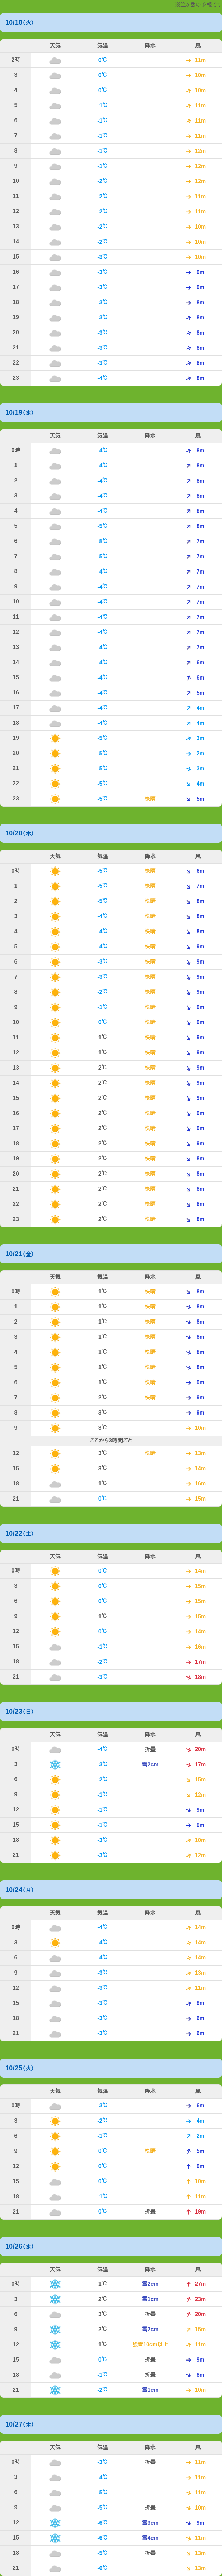 10/18(火)
天気 気温 降水 風
2時 0℃ 11m
3 0℃ 10m
4 0℃ 10m
5 -1℃ 11m
6 -1℃ 11m
7 -1℃ 11m
8 -1℃ 12m
9 -1℃ 12m
10 -2℃ 12m
11 -2℃ 11m
12 -2℃ 11m
13 -2℃ 10m
14 -2℃ 10m
15 -3℃ 10m
16 -3℃ 9m
17 -3℃ 9m
18 -3℃ 8m
19 -3℃ 8m
20 -3℃ 8m
21 -3℃ 8m
22 -3℃ 8m
23 -4℃ 8m
10/19(水)
天気 気温 降水 風
0時 -4℃ 8m
1 -4℃ 8m
2 -4℃ 8m
3 -4℃ 8m
4 -4℃ 8m
5 -5℃ 8m
6 -5℃ 7m
7 -5℃ 7m
8 -4℃ 7m
9 -4℃ 7m
10 -4℃ 7m
11 -4℃ 7m
12 -4℃ 7m
13 -4℃ 7m
14 -4℃ 6m
15 -4℃ 6m
16 -4℃ 5m
17 -4℃ 4m
18 -4℃ 4m
19 -5℃ 3m
20 -5℃ 2m
21 -5℃ 3m
22 -5℃ 4m
23 -5℃ 快晴 5m
10/20(木)
天気 気温 降水 風
0時 -5℃ 快晴 6m
1 -5℃ 快晴 7m
2 -5℃ 快晴 8m
3 -4℃ 快晴 8m
4 -4℃ 快晴 8m
5 -4℃ 快晴 9m
6 -3℃ 快晴 9m
7 -3℃ 快晴 9m
8 -2℃ 快晴 9m
9 -1℃ 快晴 9m
10 0℃ 快晴 9m
11 1℃ 快晴 9m
12 1℃ 快晴 9m
13 2℃ 快晴 9m
14 2℃ 快晴 9m
15 2℃ 快晴 9m
16 2℃ 快晴 9m
17 2℃ 快晴 9m
18 2℃ 快晴 9m
19 2℃ 快晴 8m
20 2℃ 快晴 8m
21 2℃ 快晴 8m
22 2℃ 快晴 8m
23 2℃ 快晴 8m
10/21(金)
天気 気温 降水 風
0時 1℃ 快晴 8m
1 1℃ 快晴 8m
2 1℃ 快晴 8m
3 1℃ 快晴 8m
4 1℃ 快晴 8m
5 1℃ 快晴 8m
6 1℃ 快晴 9m
7 2℃ 快晴 9m
8 3℃ 9m
9 3℃ 10m
ここから3時間ごと
12 3℃ 快晴 13m
15 3℃ 14m
18 1℃ 16m
21 0℃ 15m
10/22(土)
天気 気温 降水 風
0時 0℃ 14m
3 0℃ 15m
6 0℃ 15m
9 1℃ 15m
12 0℃ 14m
15 -1℃ 16m
18 -2℃ 17m
21 -3℃ 18m
10/23(日)
天気 気温 降水 風
0時 -4℃ 折曇 20m
3 -3℃ 雪2cm 17m
6 -2℃ 15m
9 -1℃ 12m
12 -1℃ 9m
15 -1℃ 9m
18 -3℃ 10m
21 -3℃ 12m
10/24(月)
天気 気温 降水 風
0時 -4℃ 14m
3 -4℃ 14m
6 -4℃ 14m
9 -3℃ 13m
12 -3℃ 11m
15 -3℃ 9m
18 -3℃ 6m
21 -3℃ 6m
10/25(火)
天気 気温 降水 風
0時 -3℃ 6m
3 -2℃ 4m
6 -1℃ 2m
9 0℃ 快晴 5m
12 0℃ 9m
15 0℃ 10m
18 -1℃ 11m
21 0℃ 折曇 19m
10/26(水)
天気 気温 降水 風
0時 1℃ 雪2cm 27m
3 2℃ 雪1cm 23m
6 3℃ 折曇 20m
9 2℃ 雪2cm 15m
12 1℃ 強雪10cm以上 11m
15 0℃ 折曇 9m
18 -1℃ 折曇 8m
21 -2℃ 雪1cm 10m
10/27(木)
天気 気温 降水 風
0時 -3℃ 折曇 11m
3 -4℃ 11m
6 -5℃ 11m
9 -5℃ 折曇 10m
12 -6℃ 雪3cm 9m
15 -6℃ 雪4cm 11m
18 -5℃ 折曇 13m
21 -6℃ 13m